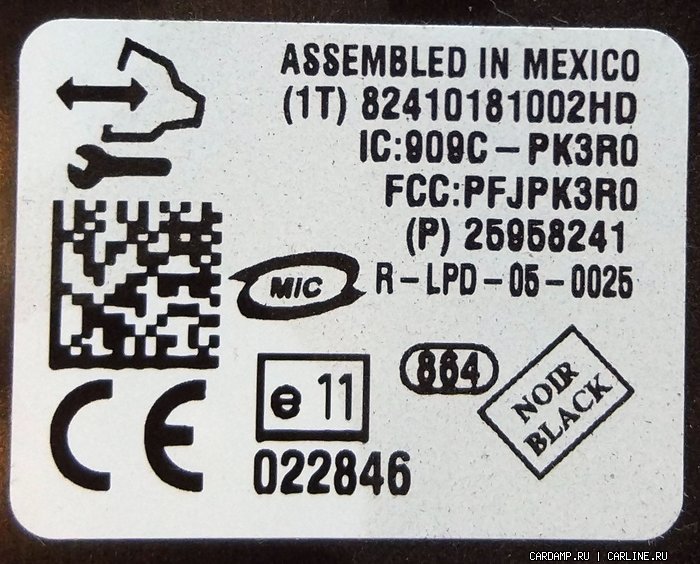 ASSEMBLED IN MEXICO
(1T) 82410181002HD
IC:909C-PK3R0
FCC:PFJPK3R0
(P) 25958241
MIC R-LPD-05-0025
CE
e 11
022846
864
NOIR
BLACK
CARDAMP.RU | CARLINE.RU